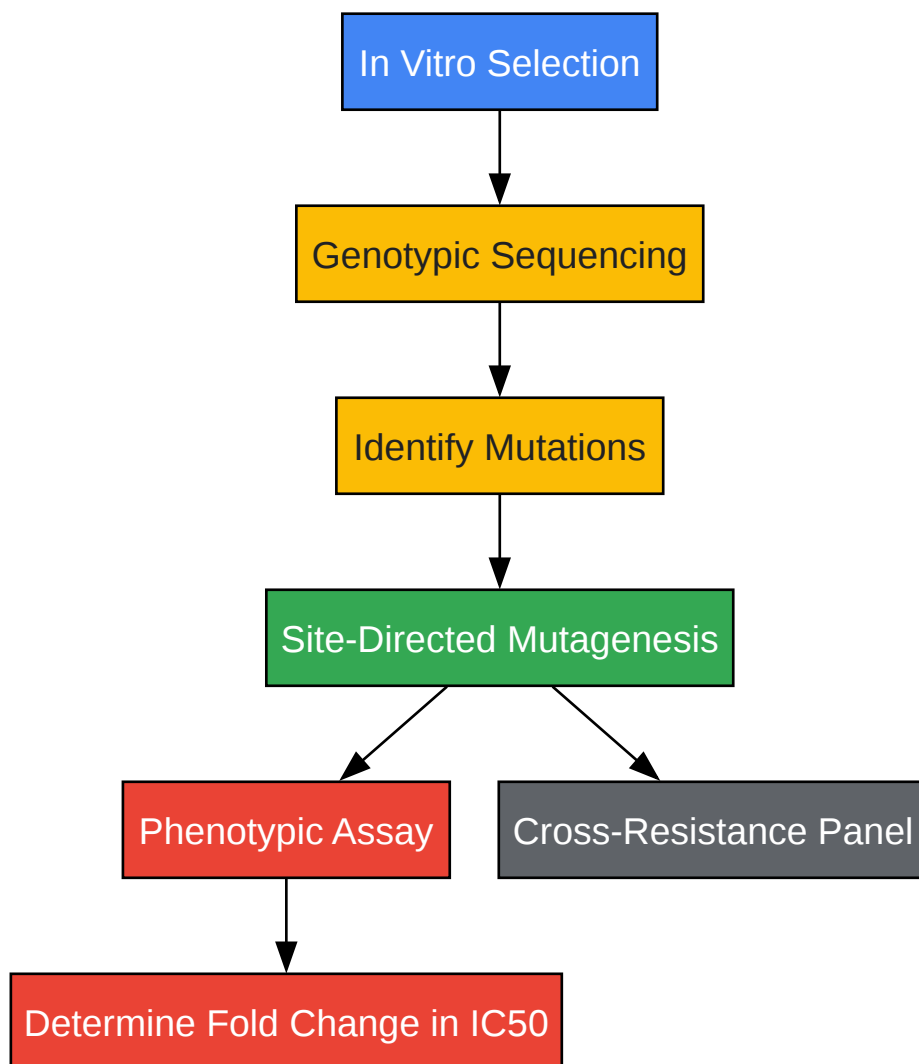 In Vitro Selection
Genotypic Sequencing
Identify Mutations
Site-Directed Mutagenesis
Phenotypic Assay
Cross-Resistance Panel
Determine Fold Change in IC50